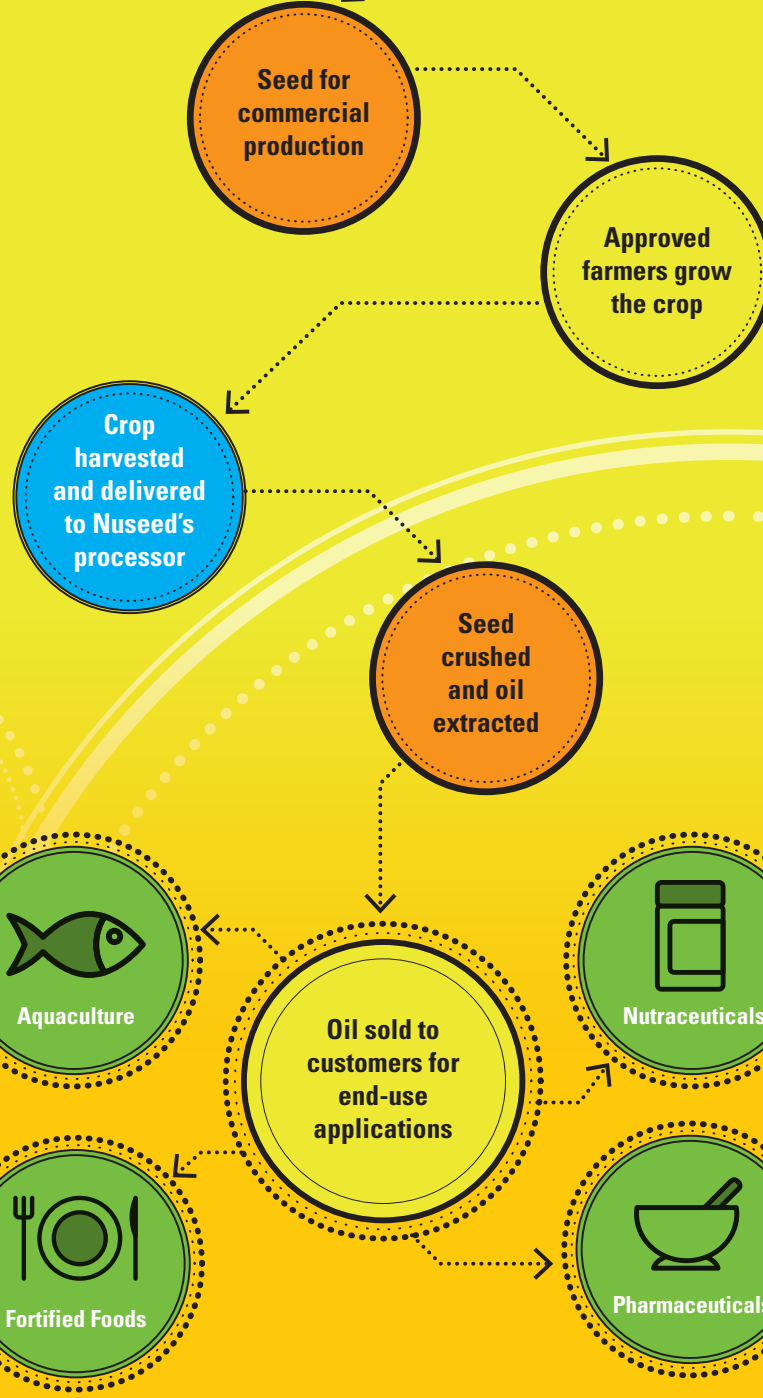 Seed for
commercial
production
Approved
farmers grow
the crop
Crop
harvested
and delivered
to Nuseed's
processor
Seed
crushed
and oil
extracted
Aquaculture
Nutraceuticals
Oil sold to
customers for
end-use
applications
Fortified Foods
Pharmaceuticals